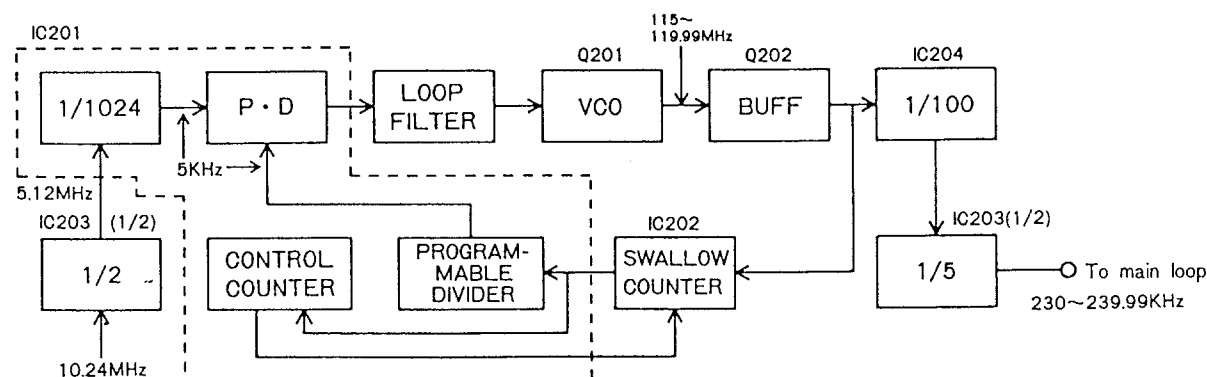 IC201
1/1024
P·D
LOOP
FILTER
Q201
VCO
115~
119.99MHz
Q202
BUFF
IC204
1/100
5KHz
5.12MHz
IC203 (1/2)
1/2
10.24MHz
CONTROL
COUNTER
PROGRAM-
MABLE
DIVIDER
IC202
SWALLOW
COUNTER
IC203(1/2)
1/5
To main loop
230~239.99KHz